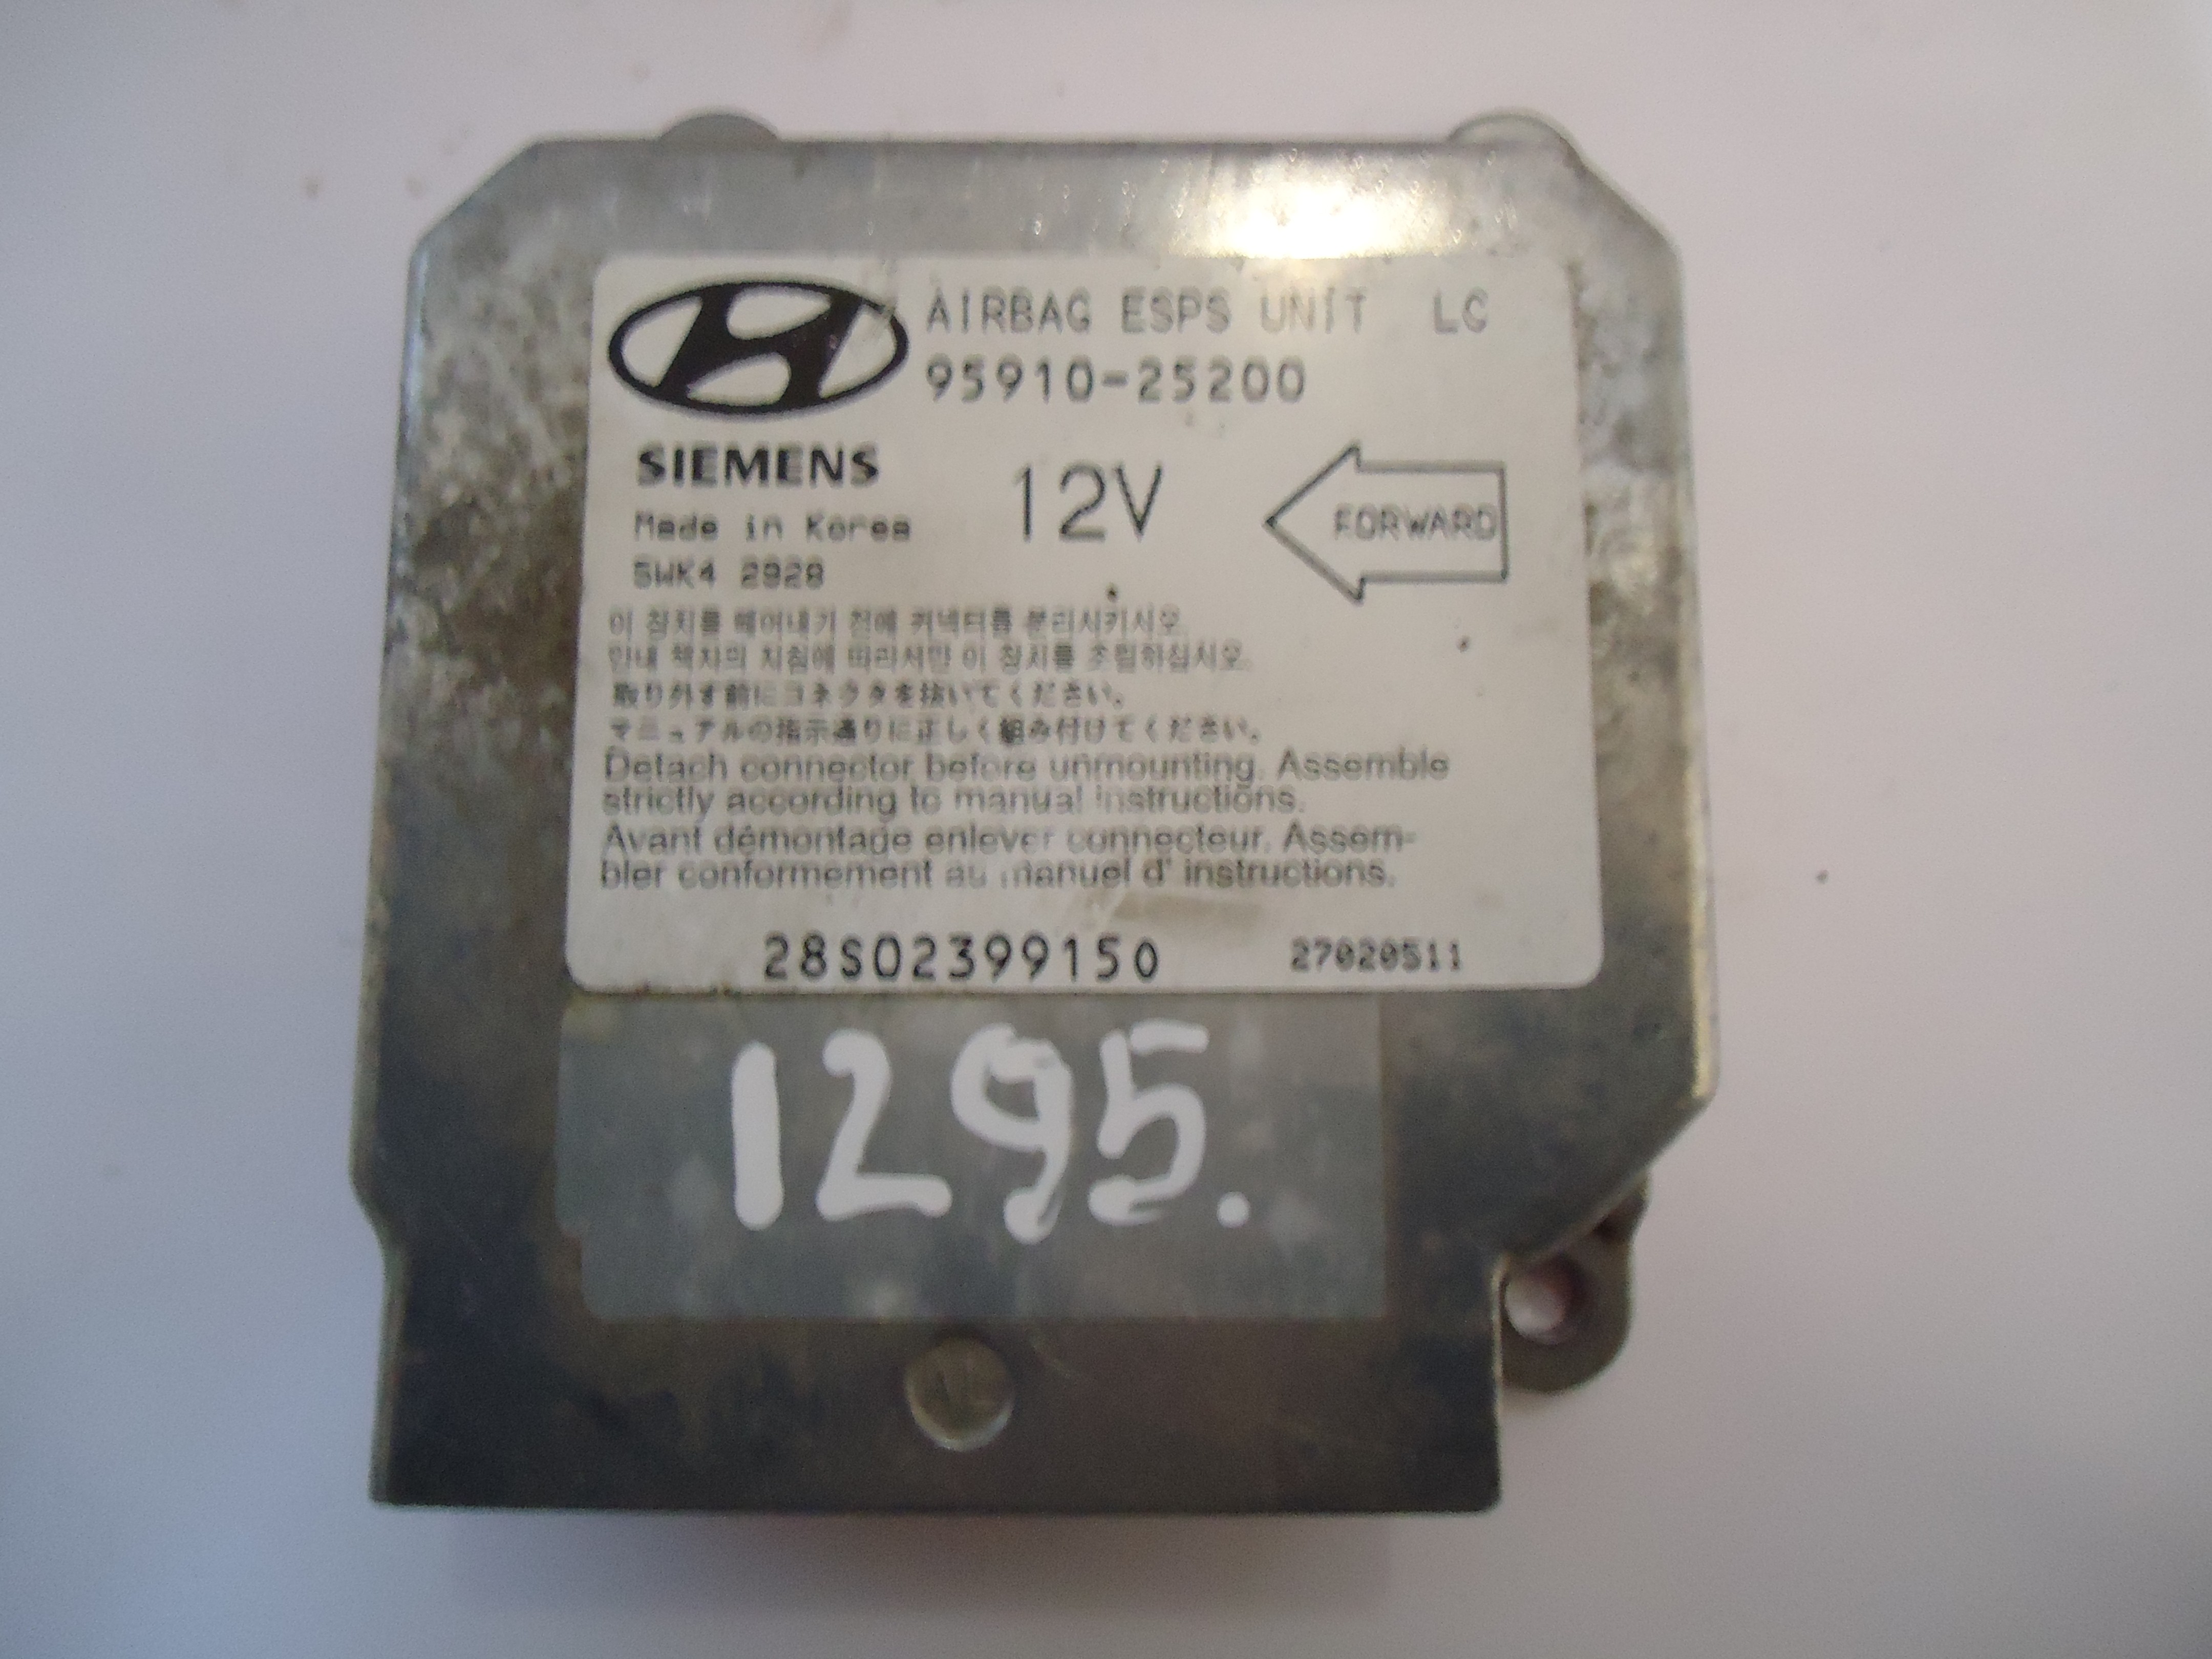 AIRBAG ESPS UNIT LC
95910-25200
SIEMENS
12V
FORWARD
Made in Korea
5WK4 2928
이 장치를 떼어내기 전에 커넥터를 분리시키시오.
안내 책자의 지침에 따라서만 이 장치를 조립하십시오.
取り外す前にコネクタを抜いてください。
マニュアルの指示通りに正しく組み付けてください。
Detach connector before unmounting. Assemble
strictly according to manual instructions.
Avant démontage enlever connecteur. Assem-
bler conformement au manuel d' instructions.
28S02399150 27020511
1295.